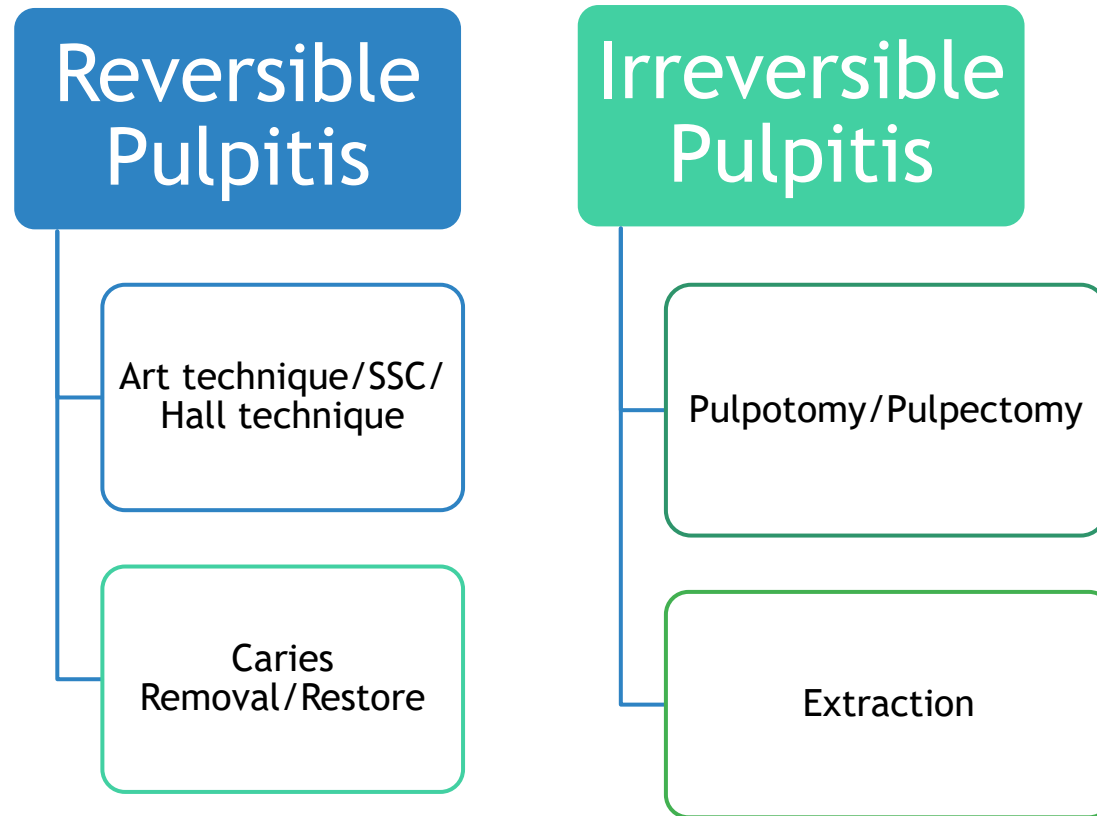 Reversible
Pulpitis
Art technique/SSC/
Hall technique
Caries
Removal/Restore
Irreversible
Pulpitis
Pulpotomy/Pulpectomy
Extraction